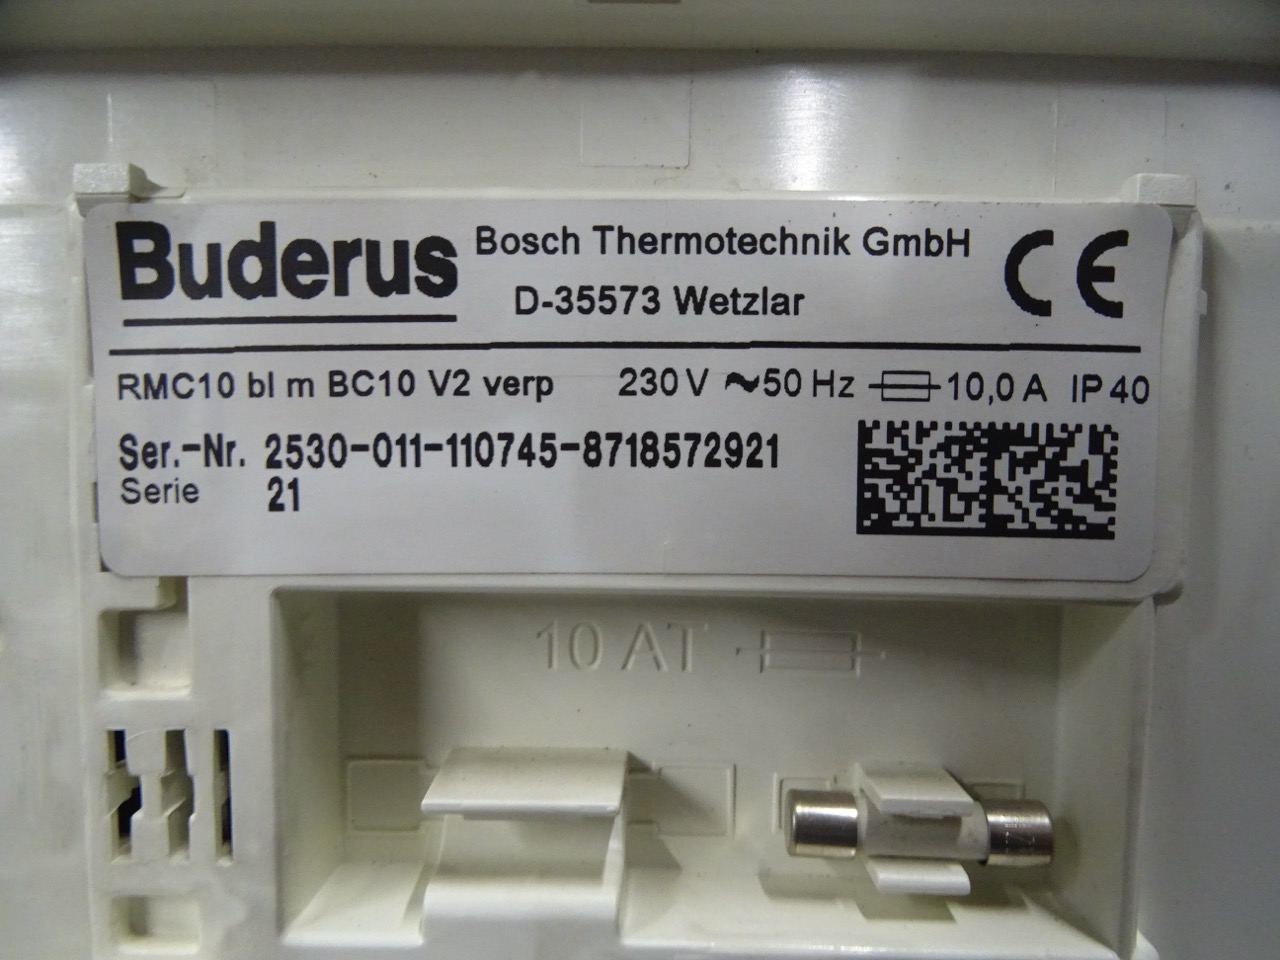 Buderus Bosch Thermotechnik GmbH CE
D-35573 Wetzlar
RMC10 bl m BC10 V2 verp 230 V ~ 50 Hz 10,0 A IP 40
Ser.-Nr. 2530-011-110745-8718572921
Serie 21
10 AT